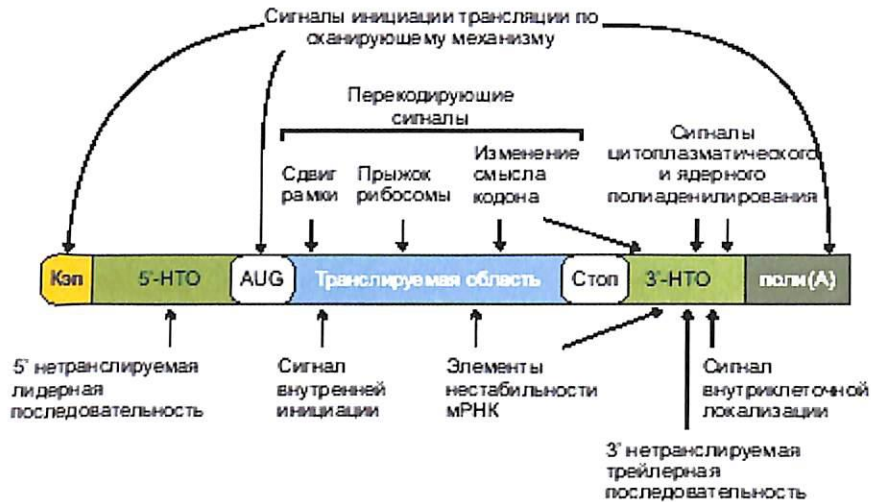 Сигналы инициации трансляции по
сканирующему механизму
Перекодирующие
сигналы
Сдвиг
рамки
Прыжок
рибосомы
Изменение
смысла
кодона
Сигналы
цитоплазматического
и ядерного
полиаденилирования
Кэп
5'-НТО
AUG
Транслируемая область
Стоп
3'-НТО
поли(А)
5' нетранслируемая
лидерная
последовательность
Сигнал
внутренней
инициации
Элементы
нестабильности
мРНК
Сигнал
внутриклеточной
локализации
3' нетранслируемая
трейлерная
последовательность